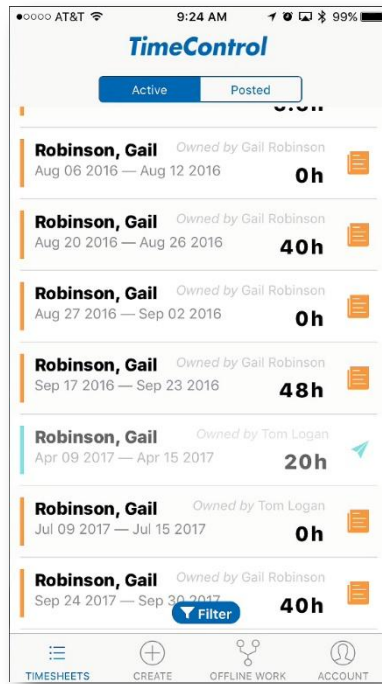 ●○○○○ AT&T 9:24 AM 99%
TimeControl
Active Posted
Robinson, Gail Owned by Gail Robinson
Aug 06 2016 — Aug 12 2016 0h
Robinson, Gail Owned by Gail Robinson
Aug 20 2016 — Aug 26 2016 40h
Robinson, Gail Owned by Gail Robinson
Aug 27 2016 — Sep 02 2016 0h
Robinson, Gail Owned by Gail Robinson
Sep 17 2016 — Sep 23 2016 48h
Robinson, Gail Owned by Tom Logan
Apr 09 2017 — Apr 15 2017 20h
Robinson, Gail Owned by Tom Logan
Jul 09 2017 — Jul 15 2017 0h
Robinson, Gail Owned by Gail Robinson
Sep 24 2017 — Sep 30 2017 40h
Filter
TIMESHEETS CREATE OFFLINE WORK ACCOUNT